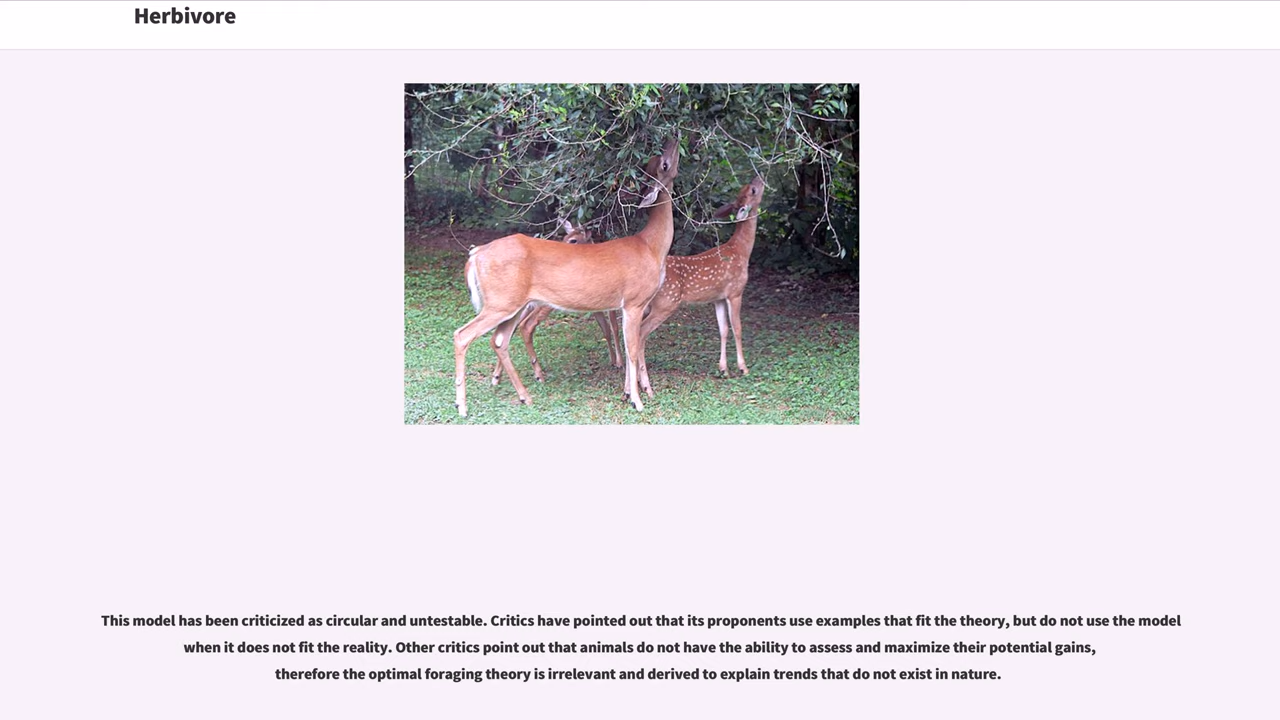 Herbivore
This model has been criticized as circular and untestable. Critics have pointed out that its proponents use examples that fit the theory, but do not use the model
when it does not fit the reality. Other critics point out that animals do not have the ability to assess and maximize their potential gains,
therefore the optimal foraging theory is irrelevant and derived to explain trends that do not exist in nature.